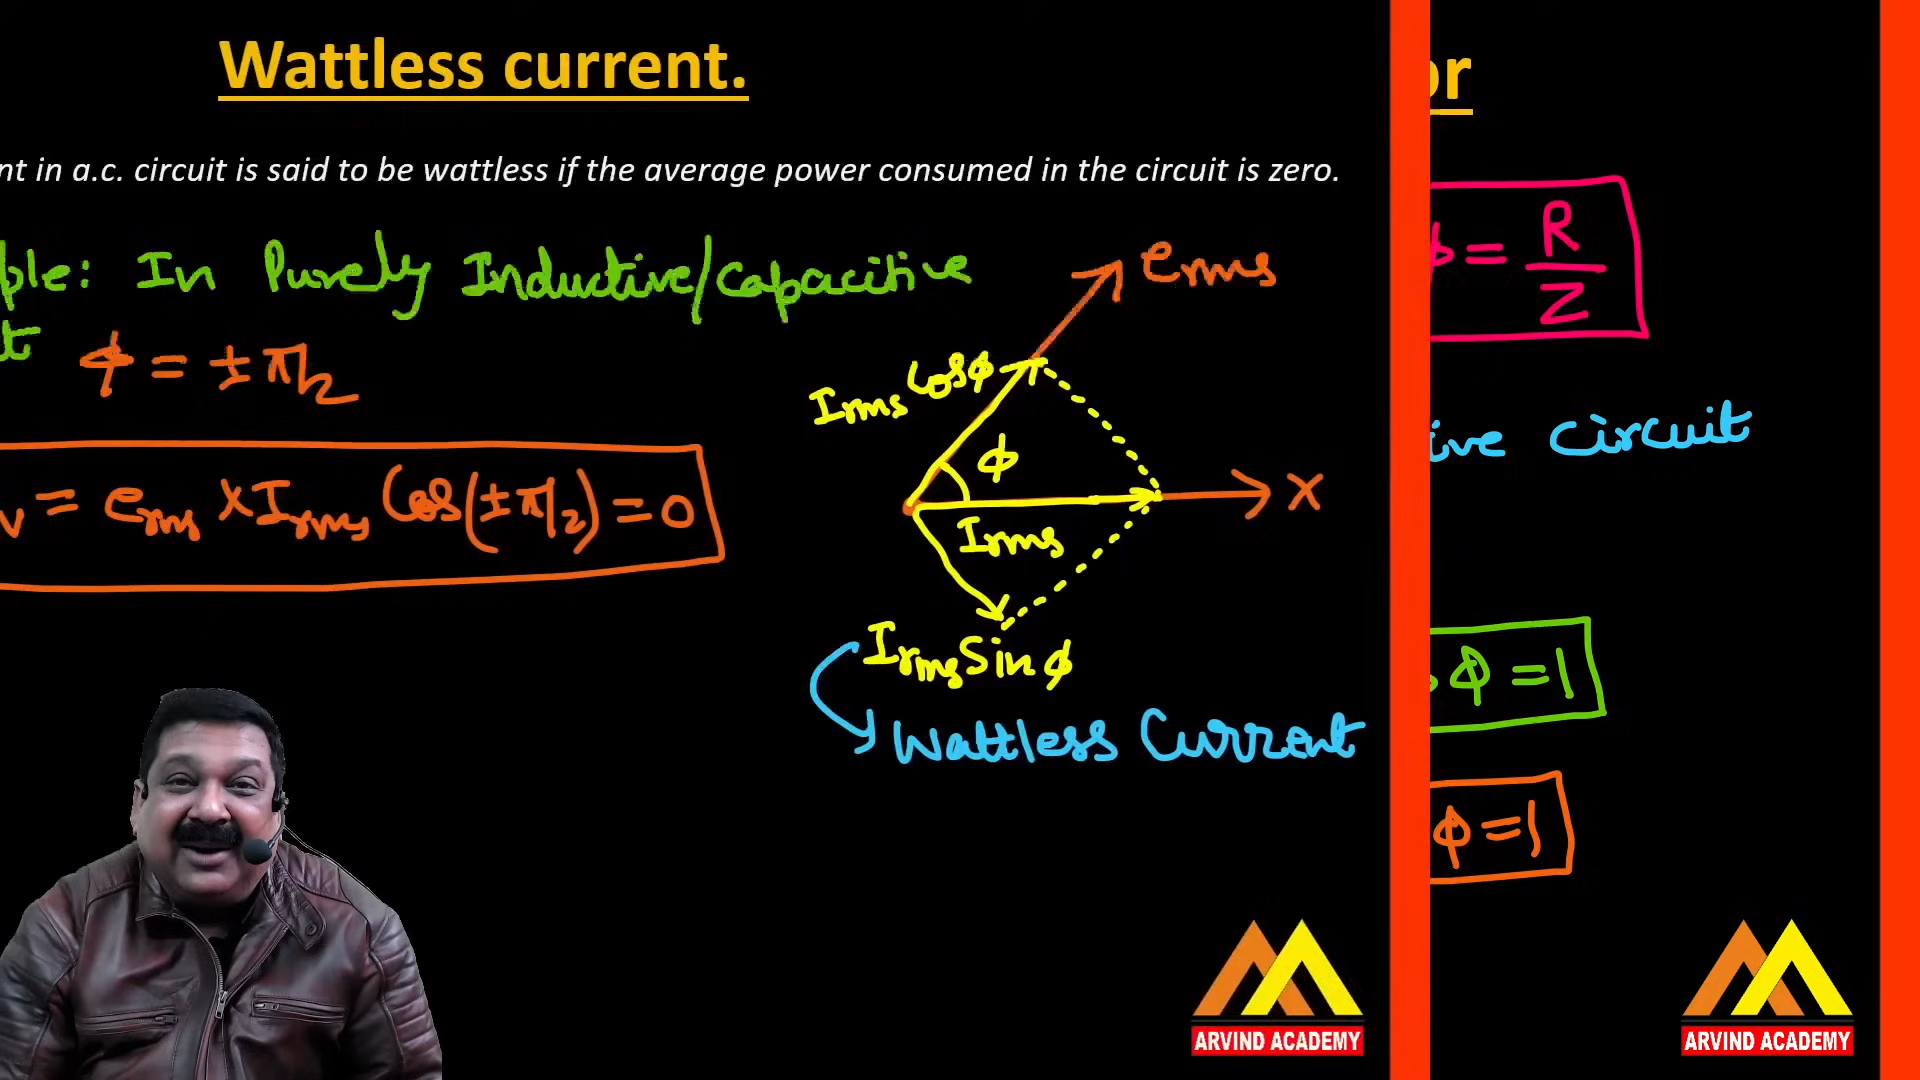 Wattless current.
nt in a.c. circuit is said to be wattless if the average power consumed in the circuit is zero.
ple: In Purely Inductive/capacitive
t
ϕ = ± π/2
v = erms × Irms Cos(± π/2) = 0
erms
Irms Cosϕ
ϕ
X
Irms
Irms Sin ϕ
Wattless Current
ARVIND ACADEMY
or
ϕ = R/Z
ive Circuit
ϕ = 1
ϕ = 1
ARVIND ACADEMY